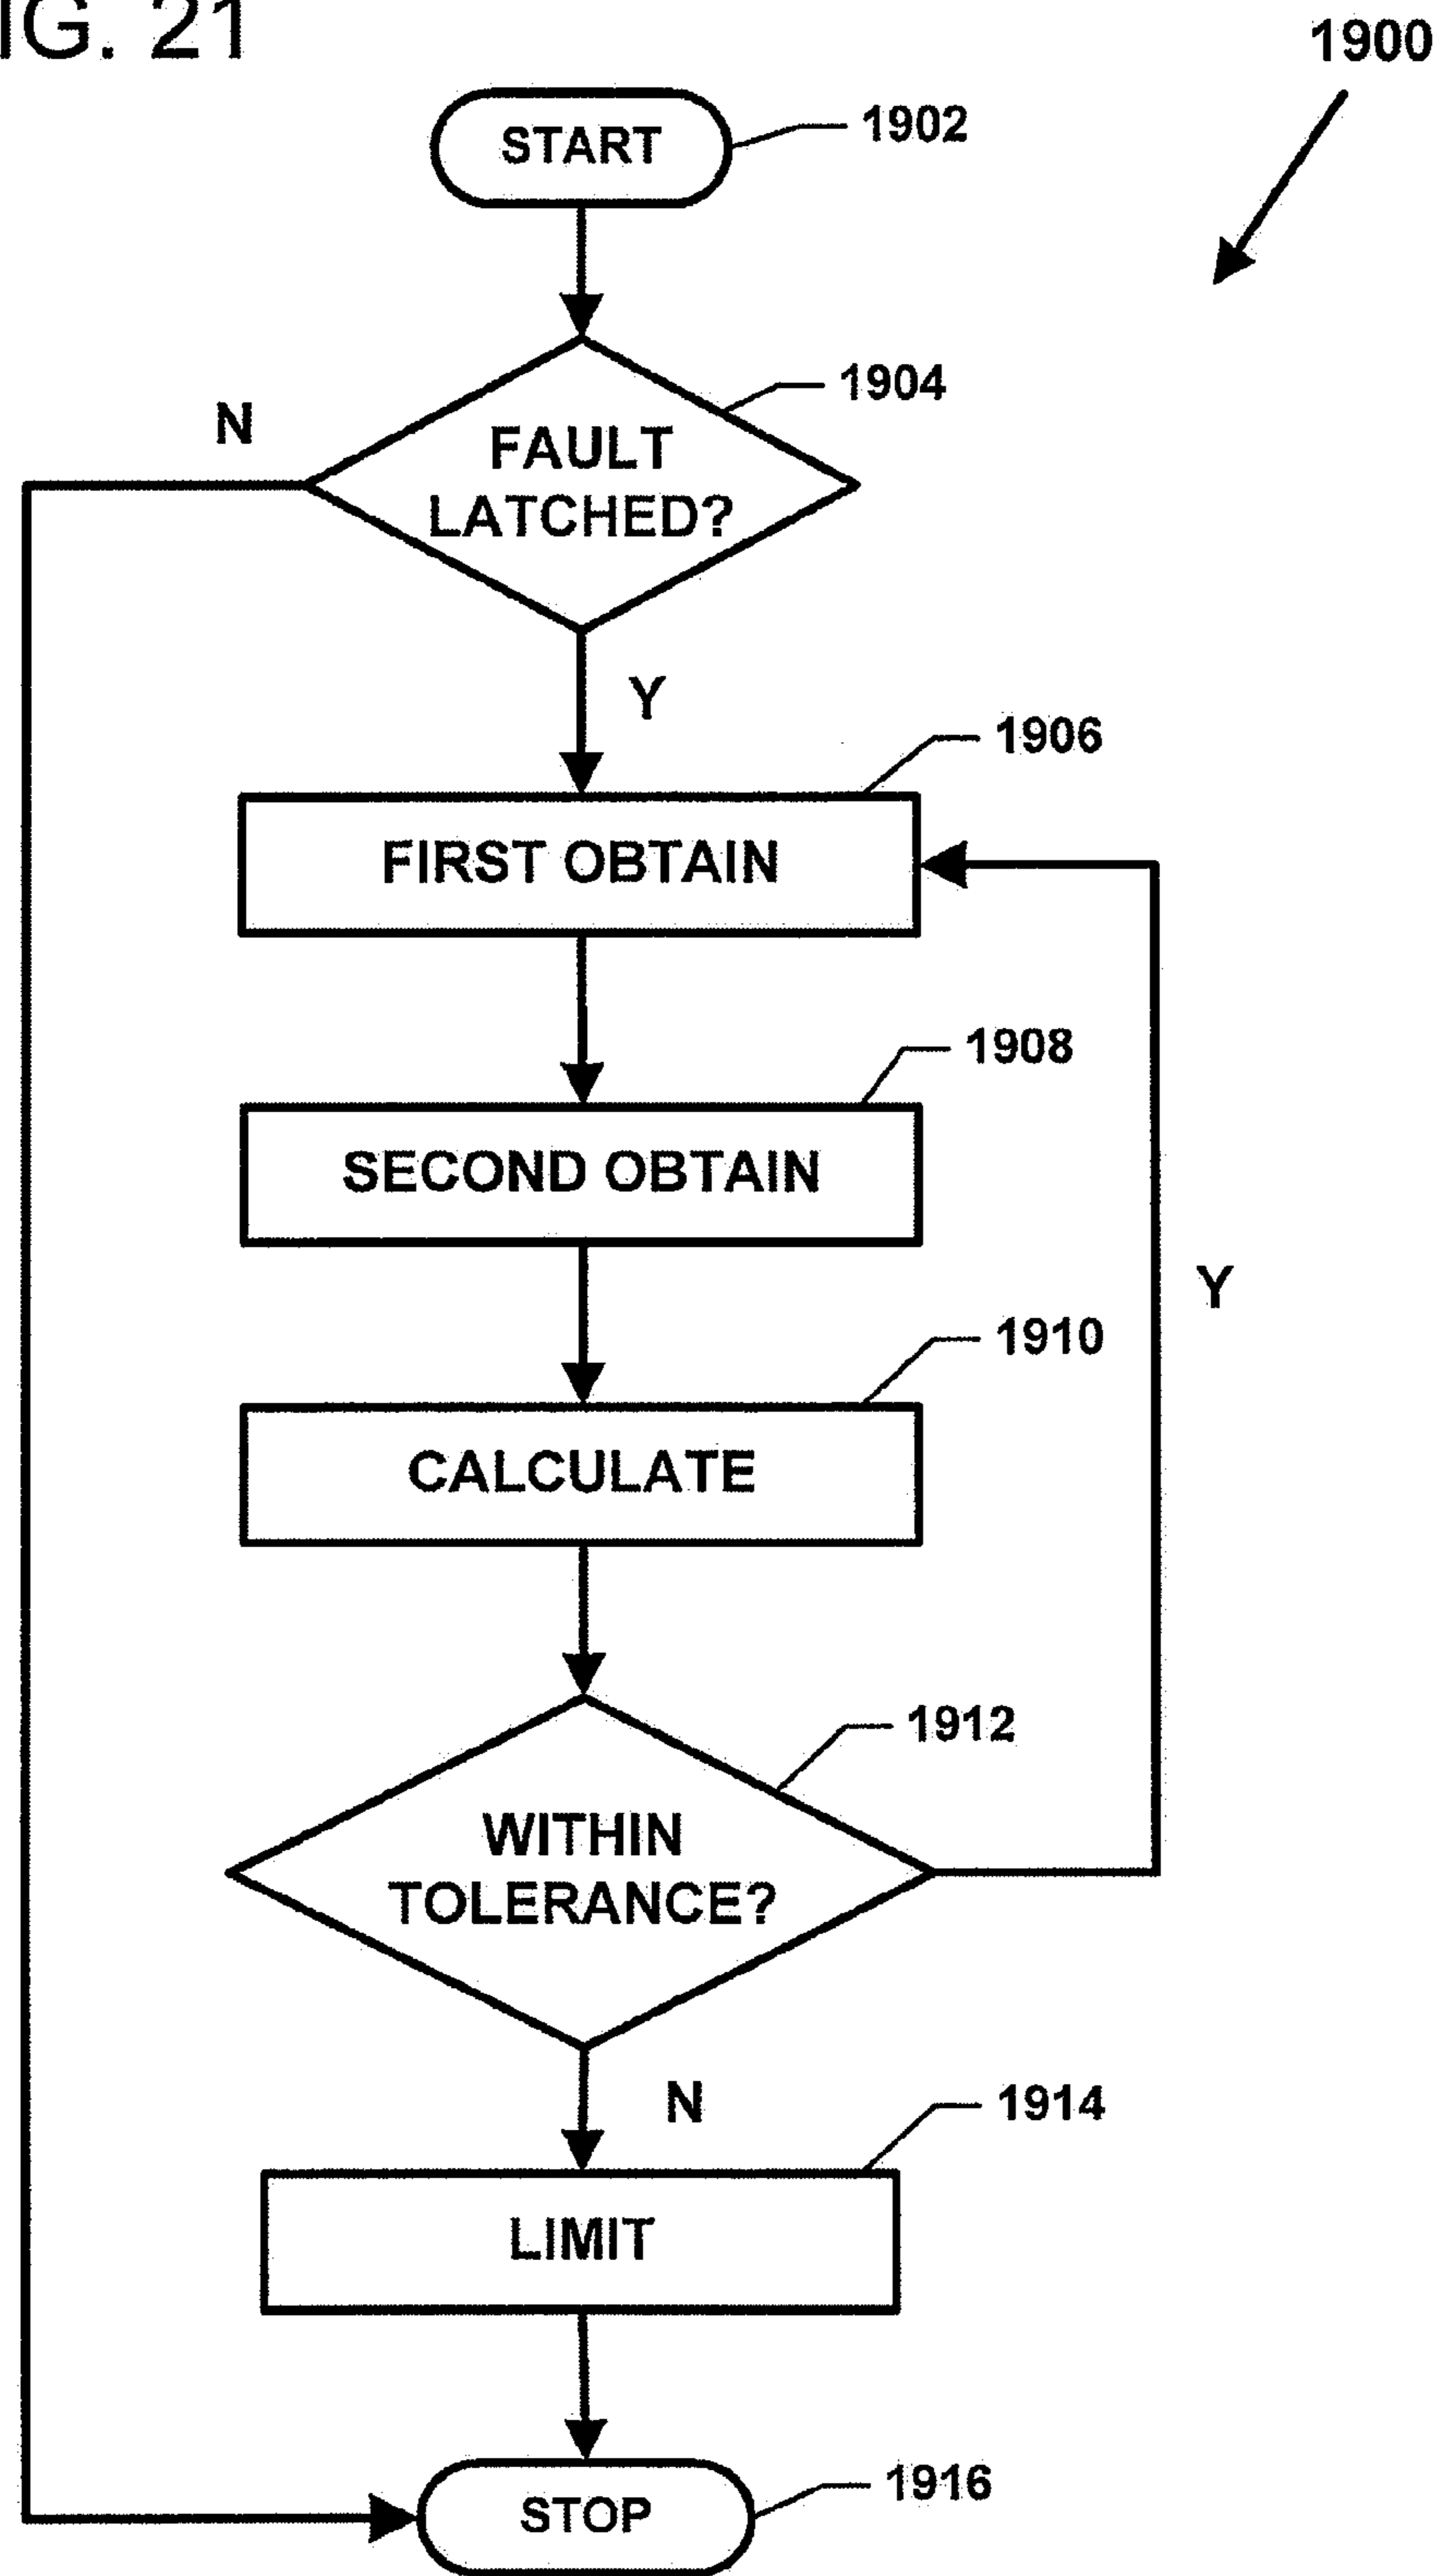 IG. 21
1900
START
1902
1904
N
FAULT
LATCHED?
Y
1906
FIRST OBTAIN
1908
SECOND OBTAIN
Y
1910
CALCULATE
1912
WITHIN
TOLERANCE?
N
1914
LIMIT
1916
STOP